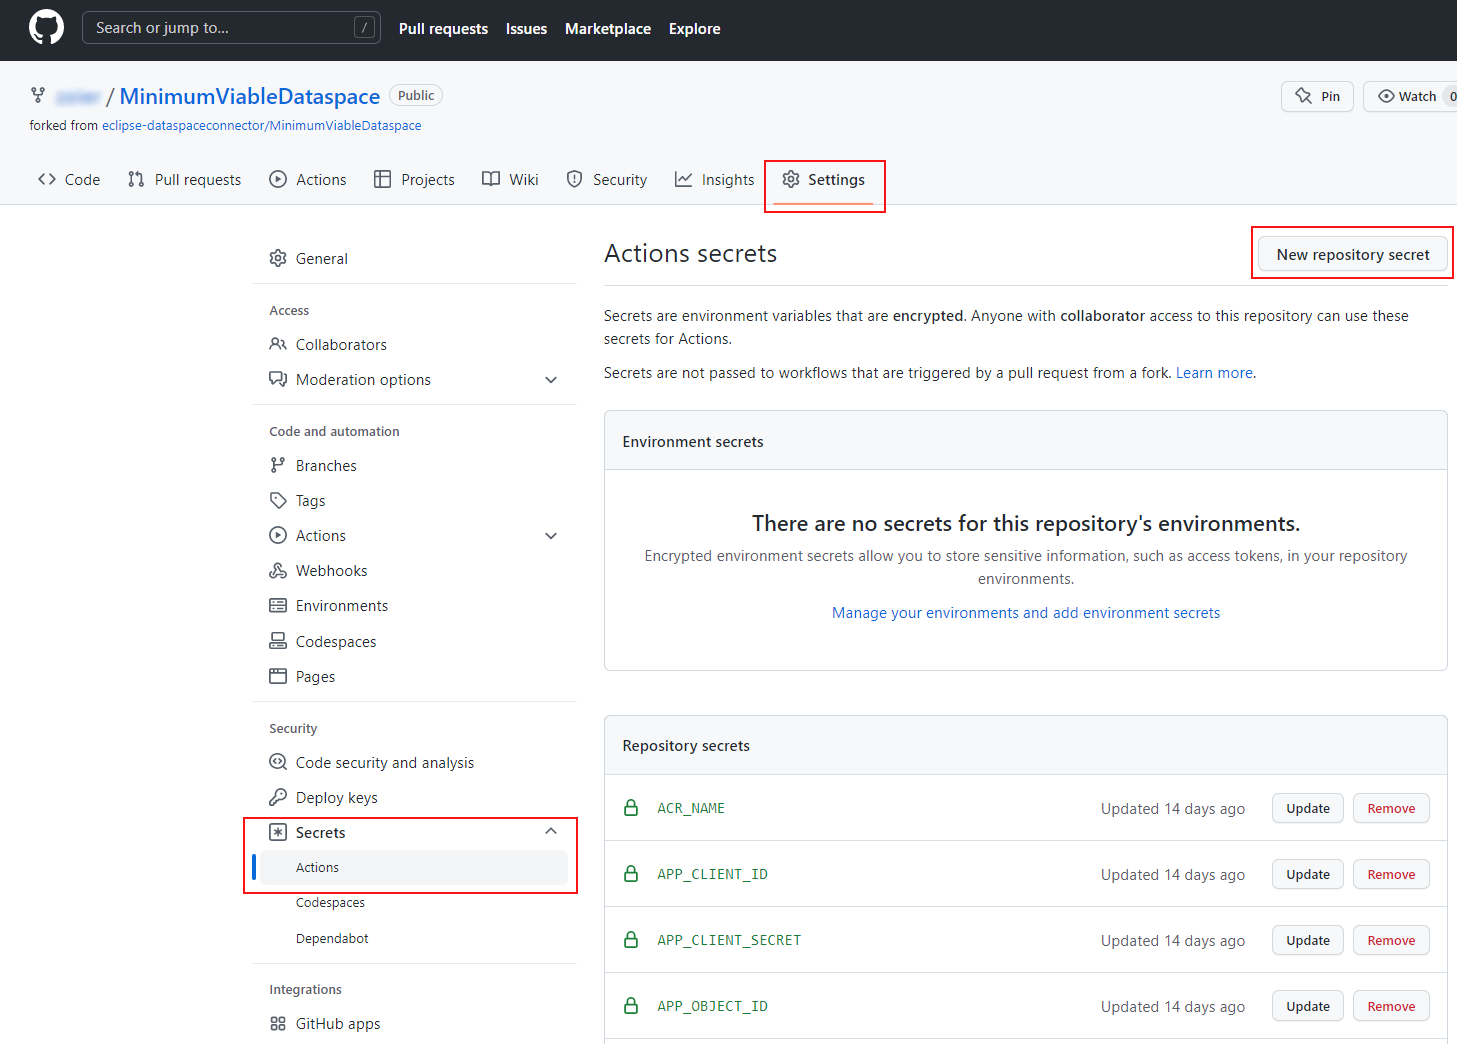 Search or jump to... /
Pull requests Issues Marketplace Explore
/ MinimumViableDataspace Public
Pin
Watch 0
forked from eclipse-dataspaceconnector/MinimumViableDataspace
Code Pull requests Actions Projects Wiki Security Insights Settings
General
Access
Collaborators
Moderation options
Code and automation
Branches
Tags
Actions
Webhooks
Environments
Codespaces
Pages
Security
Code security and analysis
Deploy keys
Secrets
Actions
Codespaces
Dependabot
Integrations
GitHub apps
Actions secrets
New repository secret
Secrets are environment variables that are encrypted. Anyone with collaborator access to this repository can use these
secrets for Actions.
Secrets are not passed to workflows that are triggered by a pull request from a fork. Learn more.
Environment secrets
There are no secrets for this repository's environments.
Encrypted environment secrets allow you to store sensitive information, such as access tokens, in your repository
environments.
Manage your environments and add environment secrets
Repository secrets
ACR_NAME Updated 14 days ago Update Remove
APP_CLIENT_ID Updated 14 days ago Update Remove
APP_CLIENT_SECRET Updated 14 days ago Update Remove
APP_OBJECT_ID Updated 14 days ago Update Remove